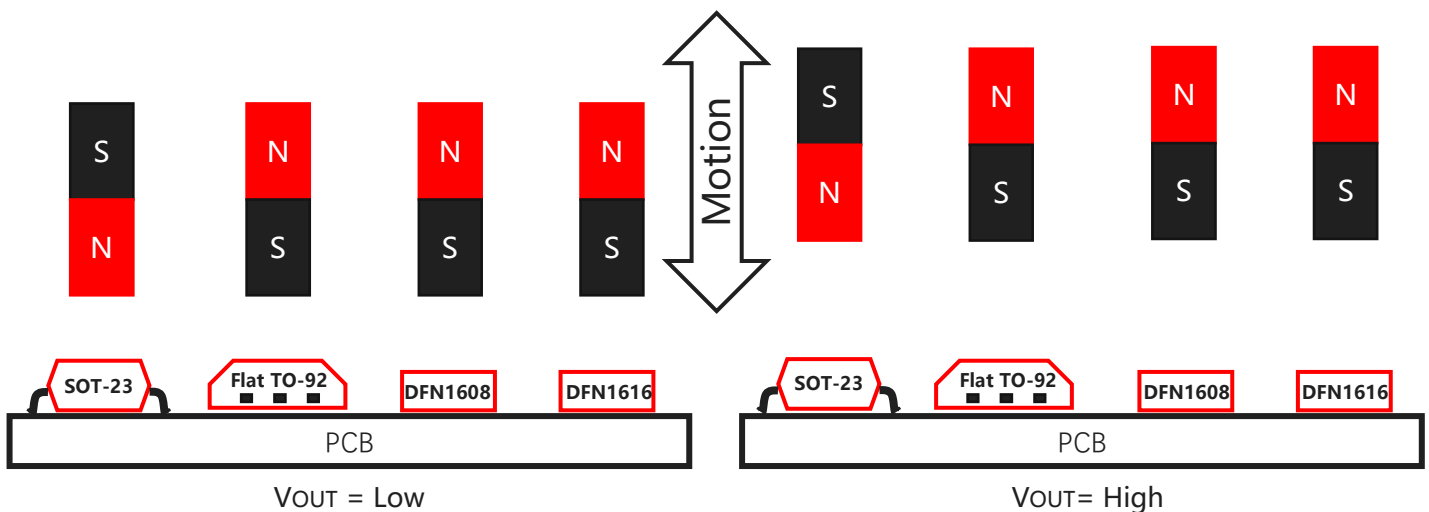 S
N
N
S
N
S
N
S
Motion
S
N
N
S
N
S
N
S
SOT-23
Flat TO-92
DFN1608
DFN1616
PCB
VOUT = Low
SOT-23
Flat TO-92
DFN1608
DFN1616
PCB
VOUT= High